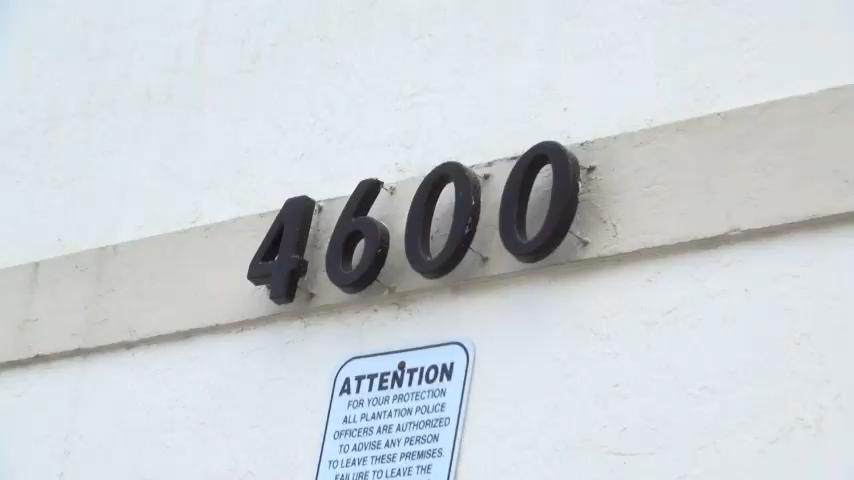 4600
ATTENTION
FOR YOUR PROTECTION
ALL PLANTATION POLICE
OFFICERS ARE AUTHORIZED
TO ADVISE ANY PERSON
TO LEAVE THESE PREMISES.
FAILURE TO LEAVE THE